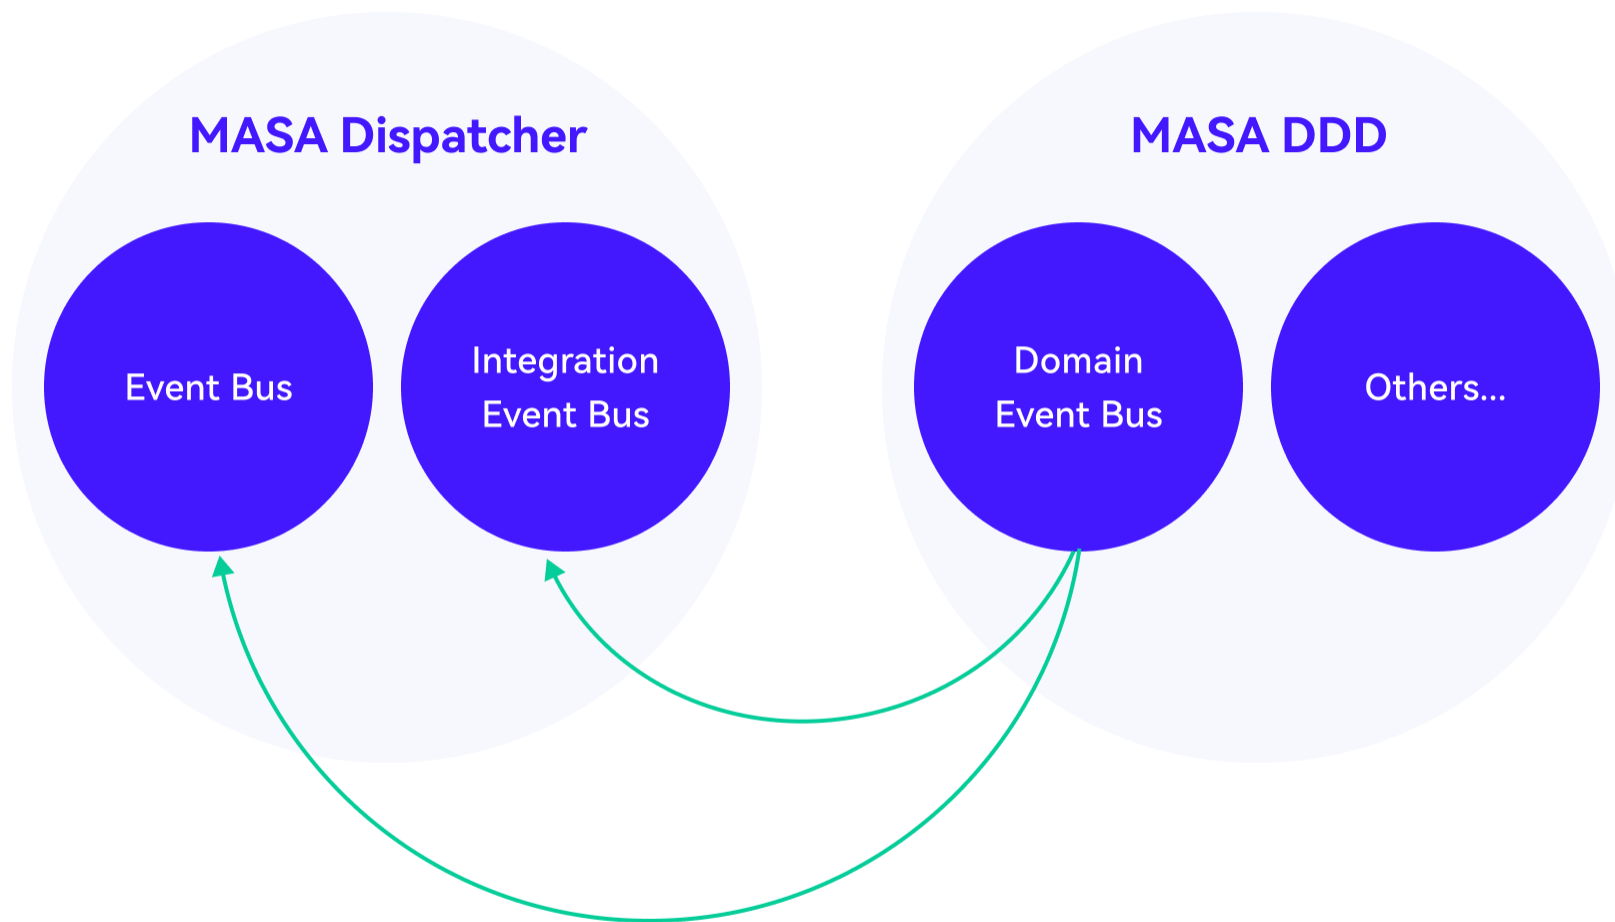 MASA Dispatcher
MASA DDD
Event Bus
Integration
Event Bus
Domain
Event Bus
Others...